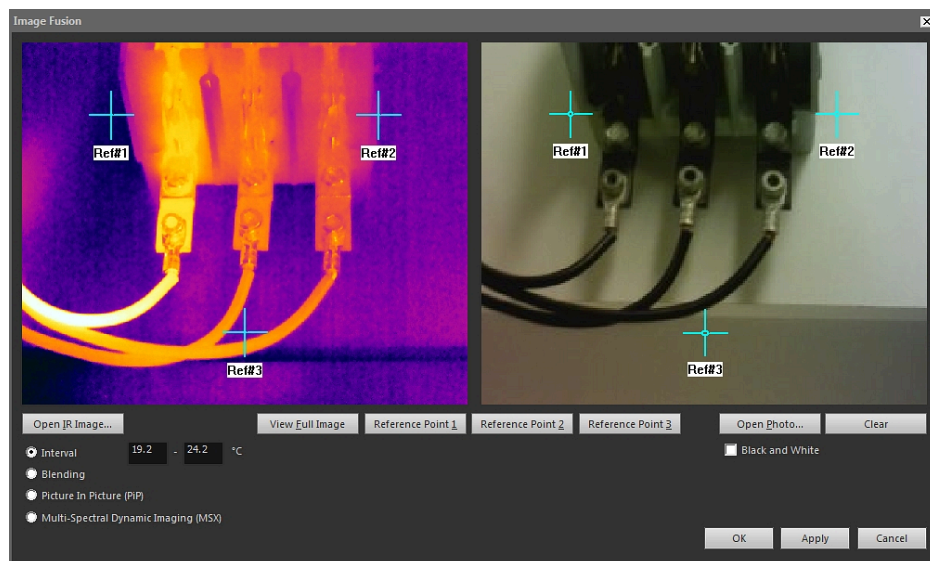 Image Fusion
Ref#1
Ref#2
Ref#1
Ref#2
Ref#3
Ref#3
Open IR Image...
View Full Image
Reference Point 1
Reference Point 2
Reference Point 3
Open Photo...
Clear
Interval 19.2 - 24.2 °C
Black and White
Blending
Picture In Picture (PiP)
Multi-Spectral Dynamic Imaging (MSX)
OK
Apply
Cancel